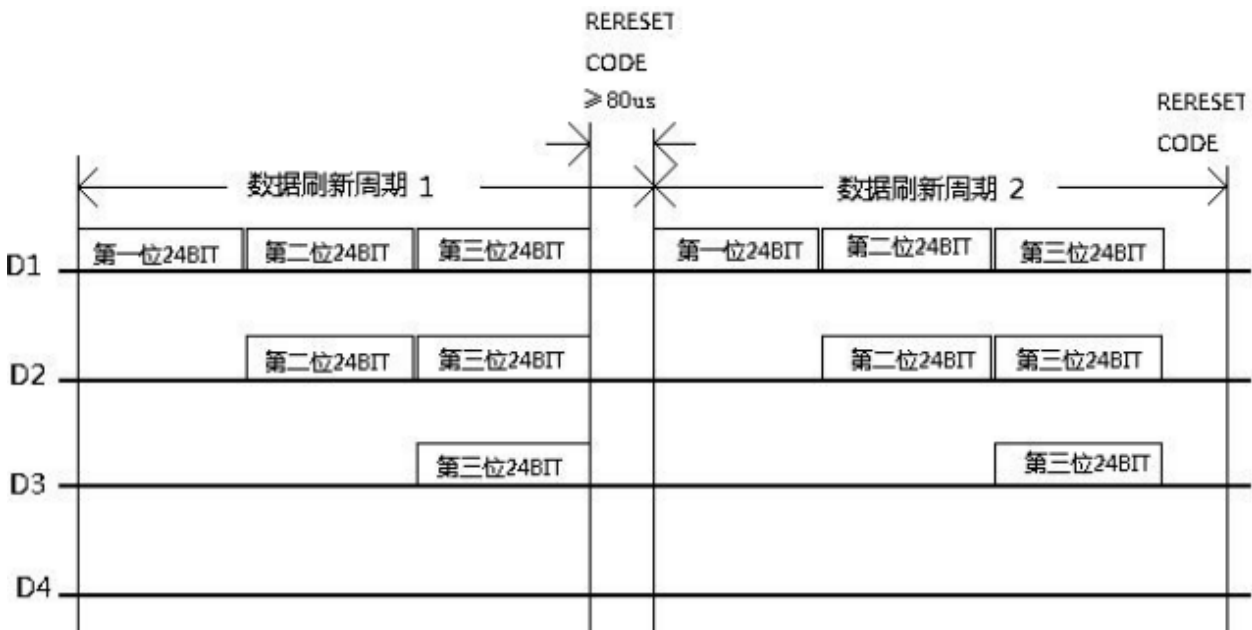 RERESET
CODE
≥80us
RERESET
CODE
数据刷新周期 1
数据刷新周期 2
D1
第一位24BIT
第二位24BIT
第三位24BIT
第一位24BIT
第二位24BIT
第三位24BIT
D2
第二位24BIT
第三位24BIT
第二位24BIT
第三位24BIT
D3
第三位24BIT
第三位24BIT
D4